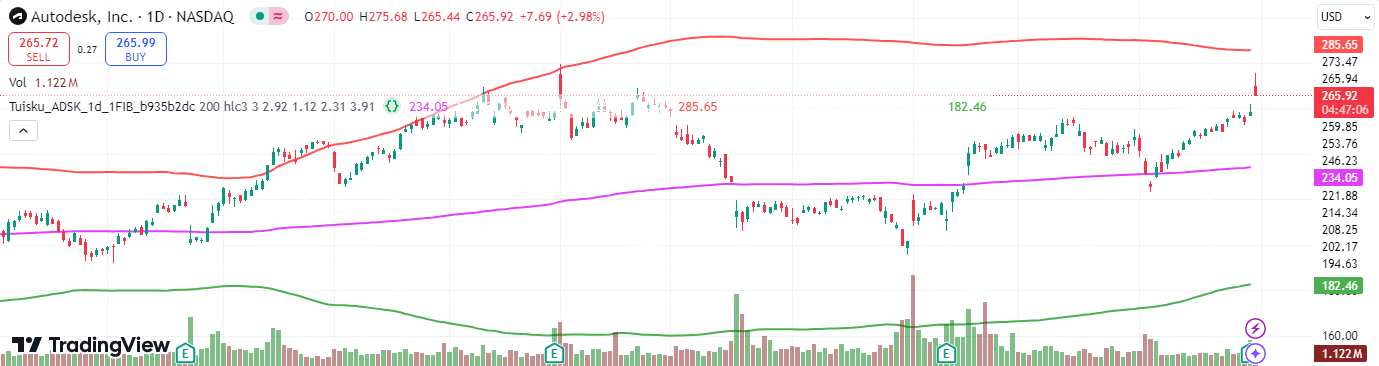 Autodesk, Inc. · 1D · NASDAQ O270.00 H275.68 L265.44 C265.92 +7.69 (+2.98%)
USD
265.72 SELL 0.27 265.99 BUY
Vol 1.122 M
Tuisku_ADSK_1d_1FIB_b935b2dc 200 hlc3 3 2.92 1.12 2.31 3.91 234.05 285.65 182.46
285.65
273.47
265.94
265.92
04:47:06
259.85
253.76
246.23
234.05
221.88
214.34
208.25
202.17
194.63
182.46
160.00
1.122 M
TradingView
E
E
E